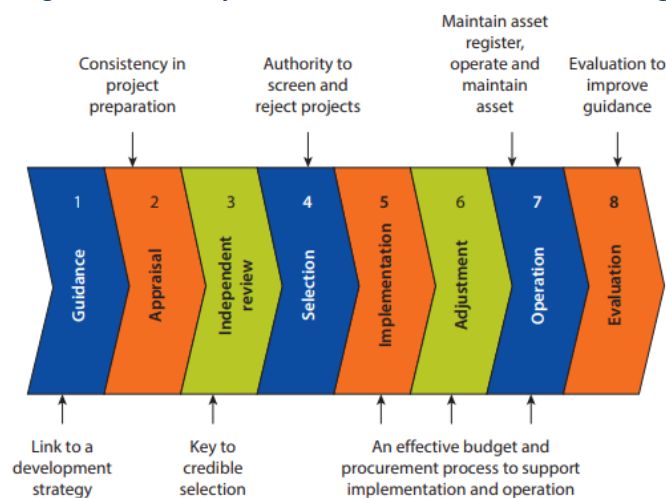 Consistency in
project
preparation
Authority to
screen and
reject projects
Maintain asset
register,
operate and
maintain
asset
Evaluation to
improve
guidance
1
2
3
4
5
6
7
8
Guidance
Appraisal
Independent
review
Selection
Implementation
Adjustment
Operation
Evaluation
Link to a
development
strategy
Key to
credible
selection
An effective budget and
procurement process to support
implementation and operation